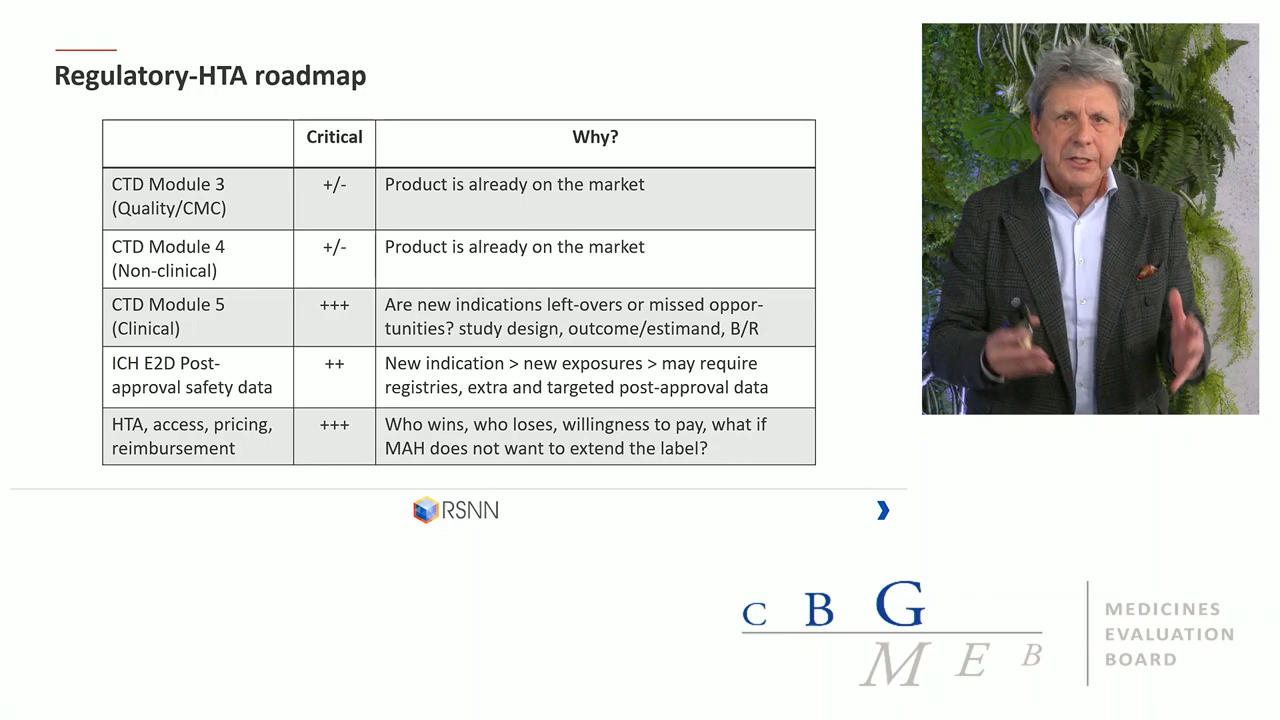 Regulatory-HTA roadmap
Critical
Why?
CTD Module 3
(Quality/CMC)
+/-
Product is already on the market
CTD Module 4
(Non-clinical)
+/-
Product is already on the market
CTD Module 5
(Clinical)
+++
Are new indications left-overs or missed oppor-
tunities? study design, outcome/estimand, B/R
ICH E2D Post-
approval safety data
++
New indication > new exposures > may require
registries, extra and targeted post-approval data
HTA, access, pricing,
reimbursement
+++
Who wins, who loses, willingness to pay, what if
MAH does not want to extend the label?
RSNN
C B G
M E B
MEDICINES
EVALUATION
BOARD